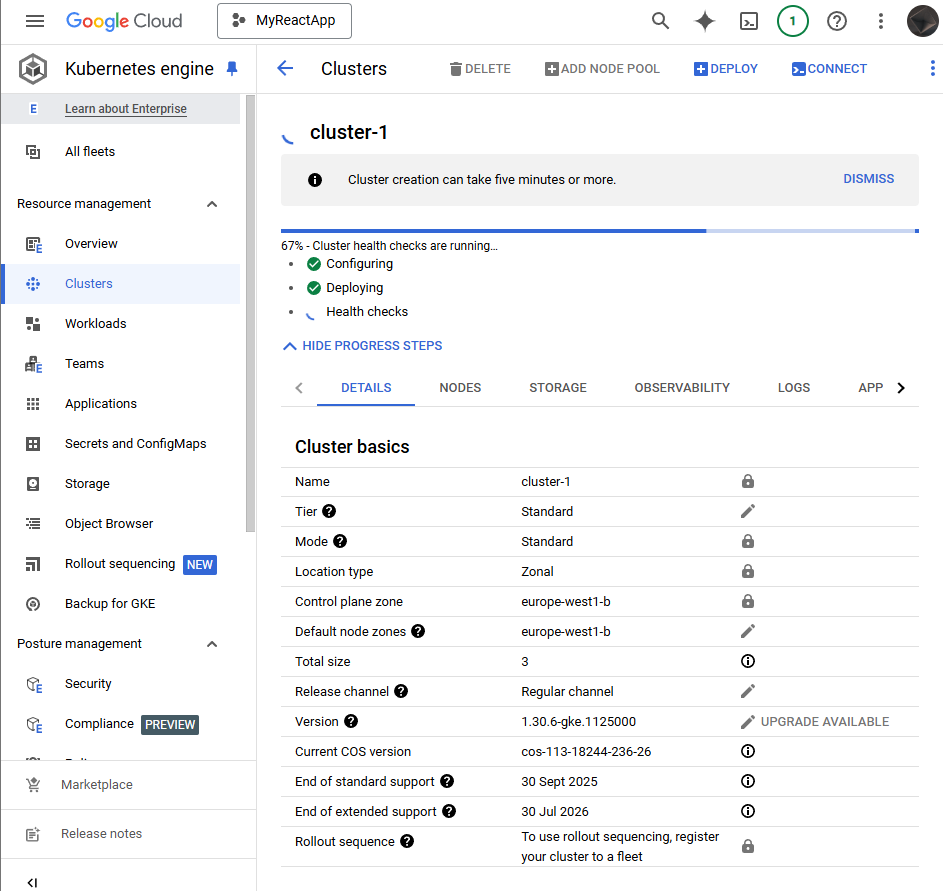 Google Cloud
MyReactApp
1
Kubernetes engine
Clusters
DELETE
ADD NODE POOL
DEPLOY
CONNECT
E
Learn about Enterprise
All fleets
Resource management
E
Overview
Clusters
Workloads
E
Teams
Applications
Secrets and ConfigMaps
Storage
Object Browser
Rollout sequencing NEW
Backup for GKE
Posture management
E
Security
E
Compliance PREVIEW
Marketplace
Release notes
cluster-1
Cluster creation can take five minutes or more.
DISMISS
67% - Cluster health checks are running...
Configuring
Deploying
Health checks
HIDE PROGRESS STEPS
DETAILS NODES STORAGE OBSERVABILITY LOGS APP
Cluster basics
Name cluster-1
Tier Standard
Mode Standard
Location type Zonal
Control plane zone europe-west1-b
Default node zones europe-west1-b
Total size 3
Release channel Regular channel
Version 1.30.6-gke.1125000 UPGRADE AVAILABLE
Current COS version cos-113-18244-236-26
End of standard support 30 Sept 2025
End of extended support 30 Jul 2026
Rollout sequence To use rollout sequencing, register
your cluster to a fleet